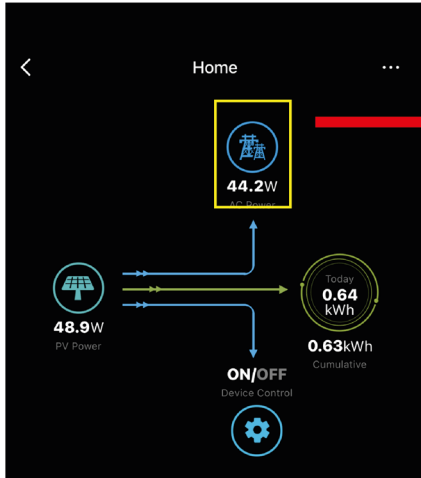 Home
44.2W
AC Power
Today
0.64
kWh
48.9W
PV Power
0.63kWh
Cumulative
ON/OFF
Device Control